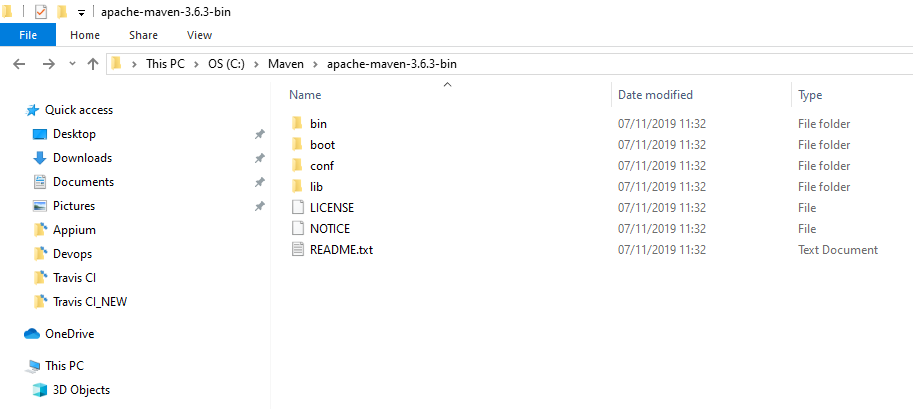 apache-maven-3.6.3-bin
File Home Share View
This PC > OS (C:) > Maven > apache-maven-3.6.3-bin
Name Date modified Type
Quick access
Desktop
Downloads
Documents
Pictures
Appium
Devops
Travis CI
Travis CI_NEW
OneDrive
This PC
3D Objects
bin 07/11/2019 11:32 File folder
boot 07/11/2019 11:32 File folder
conf 07/11/2019 11:32 File folder
lib 07/11/2019 11:32 File folder
LICENSE 07/11/2019 11:32 File
NOTICE 07/11/2019 11:32 File
README.txt 07/11/2019 11:32 Text Document